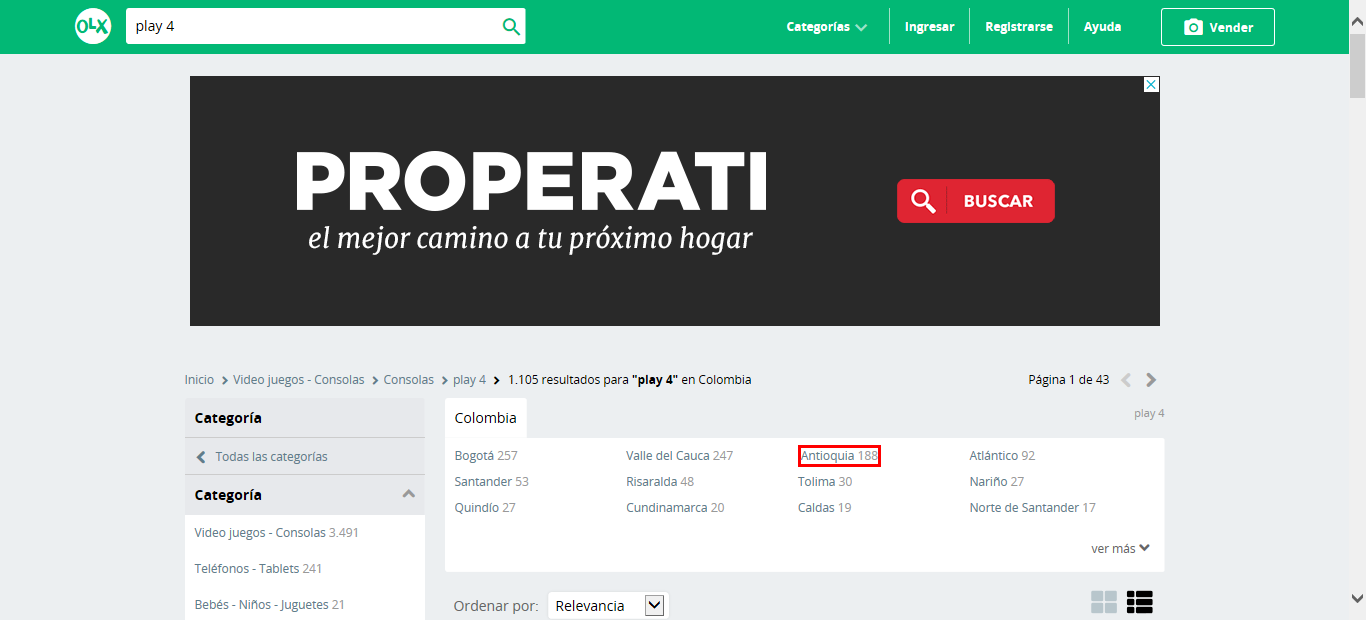 OLX play 4 Categorías Ingresar Registrarse Ayuda Vender
PROPERATI
el mejor camino a tu próximo hogar
BUSCAR
Inicio > Video juegos - Consolas > Consolas > play 4 > 1.105 resultados para "play 4" en Colombia
Página 1 de 43
play 4
Categoría
Todas las categorías
Categoría
Video juegos - Consolas 3.491
Teléfonos - Tablets 241
Bebés - Niños - Juguetes 21
Colombia
Bogotá 257 Valle del Cauca 247 Antioquia 188 Atlántico 92
Santander 53 Risaralda 48 Tolima 30 Nariño 27
Quindío 27 Cundinamarca 20 Caldas 19 Norte de Santander 17
ver más
Ordenar por: Relevancia